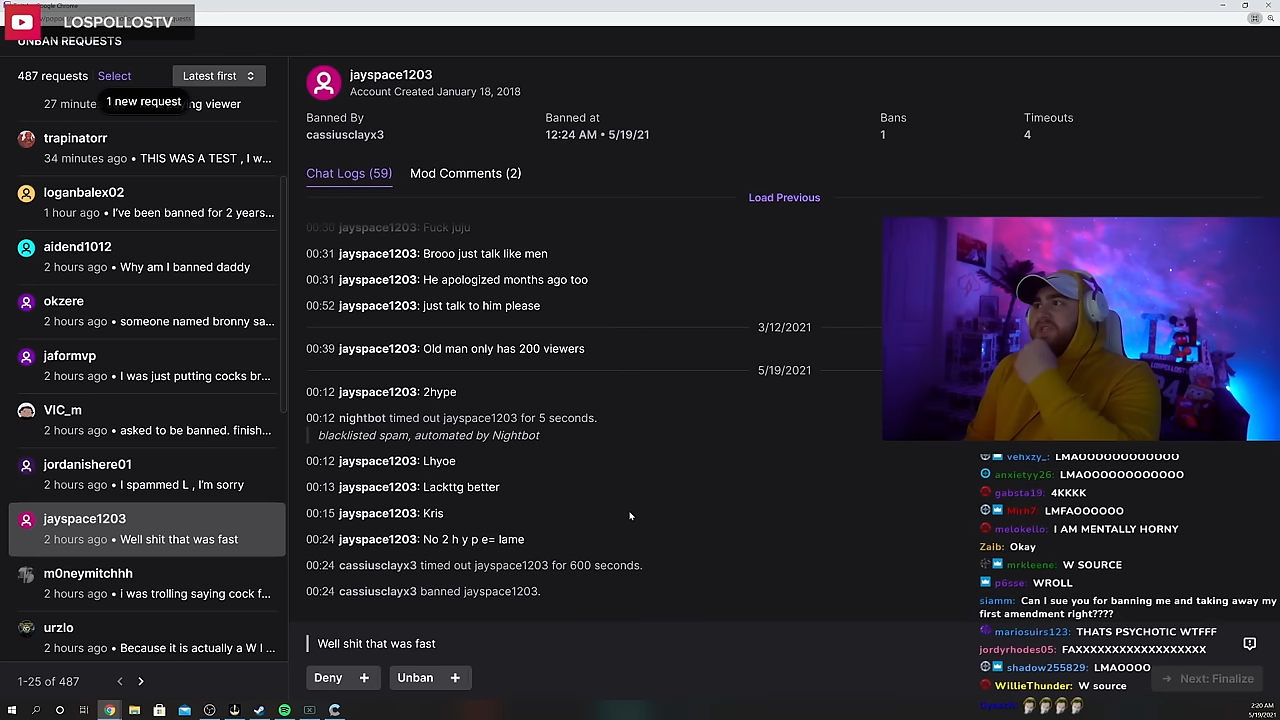 LOSPOLLOSTV
UNBAN REQUESTS
487 requests Select Latest first
1 new request
27 minute ng viewer
trapinatorr
34 minutes ago • THIS WAS A TEST , I w...
loganbalex02
1 hour ago • I've been banned for 2 years...
aidend1012
2 hours ago • Why am I banned daddy
okzere
2 hours ago • someone named bronny sa...
jaformvp
2 hours ago • I was just putting cocks br...
VIC_m
2 hours ago • asked to be banned. finish...
jordanishere01
2 hours ago • I spammed L , I'm sorry
jayspace1203
2 hours ago • Well shit that was fast
m0neymitchhh
2 hours ago • i was trolling saying cock f...
urzlo
2 hours ago • Because it is actually a W I ...
1-25 of 487
jayspace1203
Account Created January 18, 2018
Banned By Banned at Bans Timeouts
cassiusclayx3 12:24 AM • 5/19/21 1 4
Chat Logs (59) Mod Comments (2)
Load Previous
00:30 jayspace1203: Fuck juju
00:31 jayspace1203: Brooo just talk like men
00:31 jayspace1203: He apologized months ago too
00:52 jayspace1203: just talk to him please
3/12/2021
00:39 jayspace1203: Old man only has 200 viewers
5/19/2021
00:12 jayspace1203: 2hype
00:12 nightbot timed out jayspace1203 for 5 seconds.
blacklisted spam, automated by Nightbot
00:12 jayspace1203: Lhyoe
00:13 jayspace1203: Lackttg better
00:15 jayspace1203: Kris
00:24 jayspace1203: No 2 h y p e= lame
00:24 cassiusclayx3 timed out jayspace1203 for 600 seconds.
00:24 cassiusclayx3 banned jayspace1203.
Well shit that was fast
Deny + Unban +
Next: Finalize
vehxzy_: LMAOOOOOOOOOOO
anxietyy26: LMAOOOOOOOOOOOO
gabsta19: 4KKKK
Mirh7: LMFAOOOOOO
melokello: I AM MENTALLY HORNY
Zaib: Okay
mrkleene: W SOURCE
p6sse: WROLL
siamm: Can I sue you for banning me and taking away my
first amendment right????
mariosuirs123: THATS PSYCHOTIC WTFFF
jordyrhodes05: FAXXXXXXXXXXXXXXXXXX
shadow255829: LMAOOOO
WillieThunder: W source
2:20 AM
5/19/2021